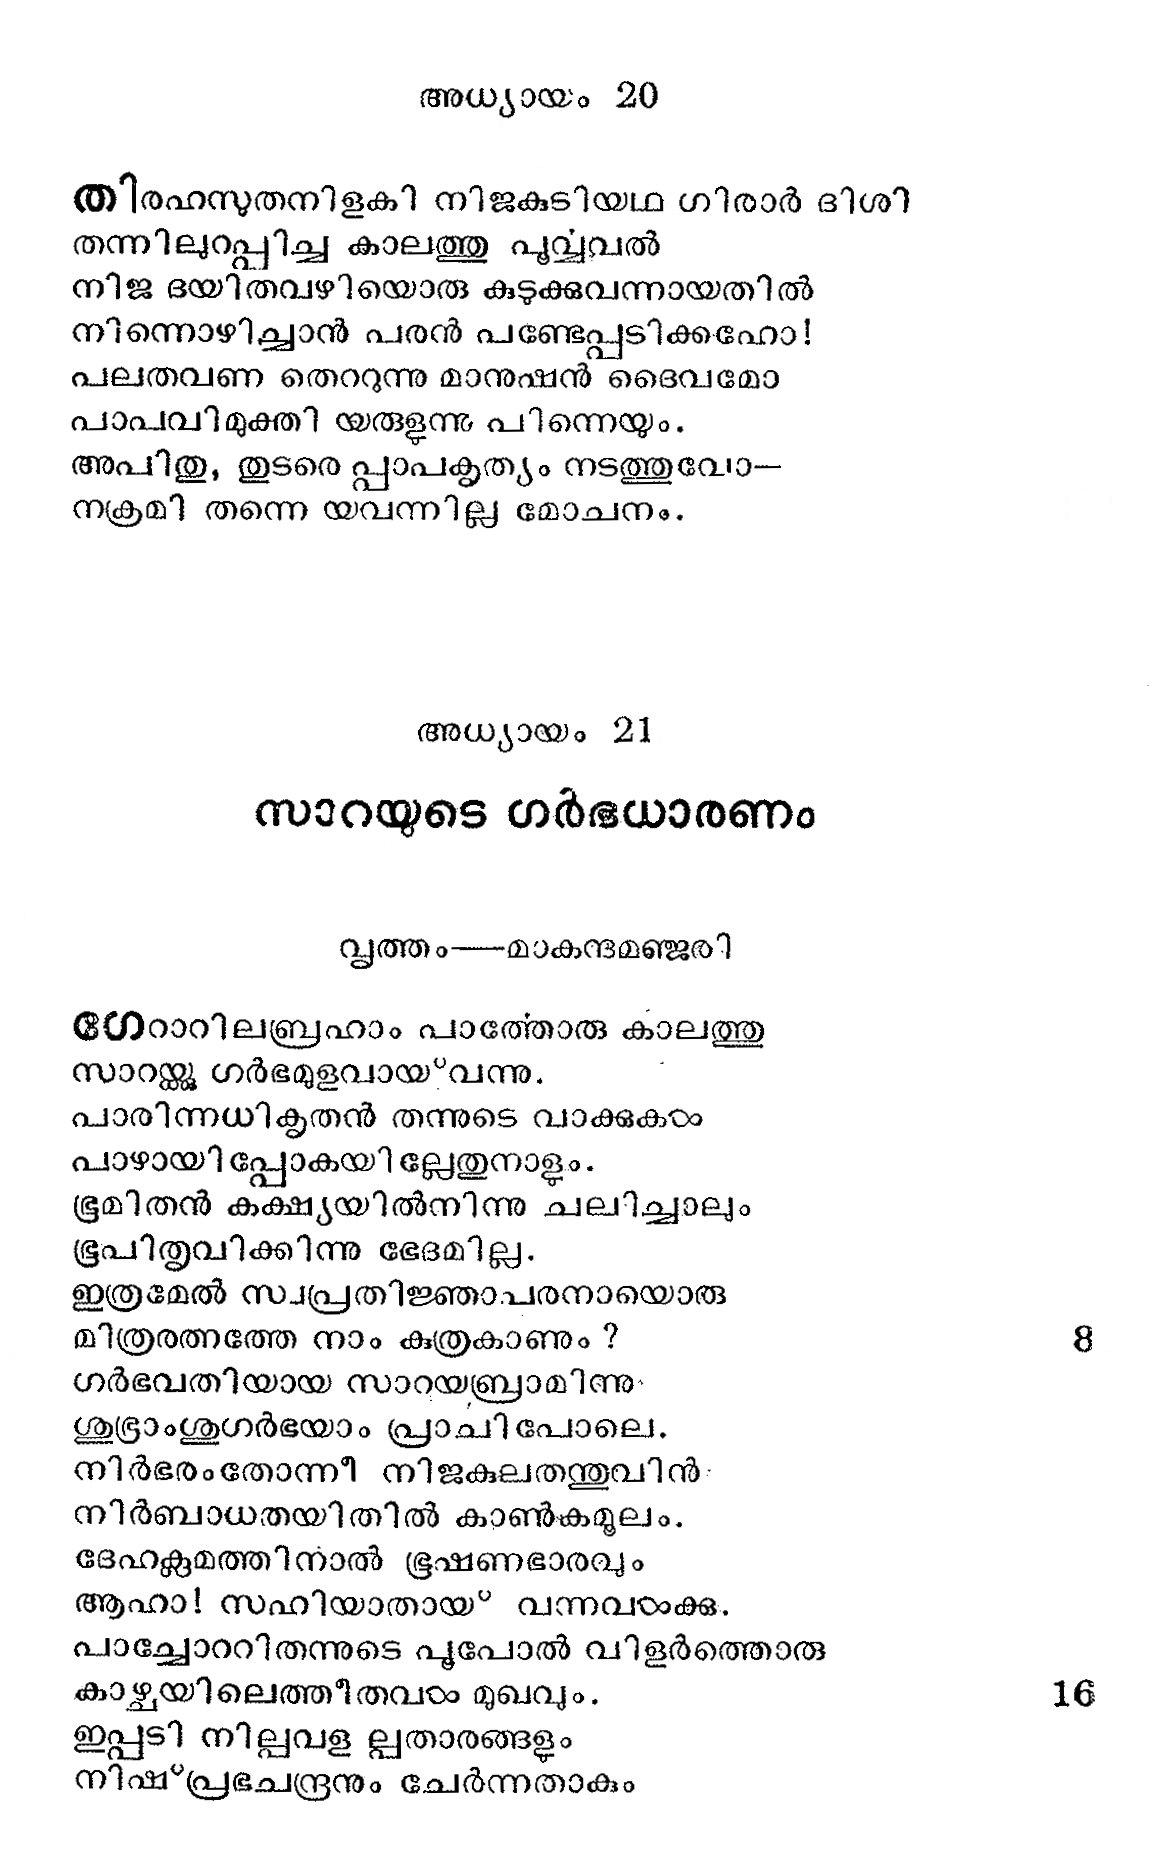 അധ്യായം 20
തിരഹസുതനിളകി നിജകുടിയഥ ഗിരാർ ദിശി
തന്നിലുറപ്പിച്ച കാലത്തു പൂർവ്വവൽ
നിജ ദയിതവഴിയൊരു കുടുക്കുവന്നായതിൽ
നിന്നൊഴിച്ചാൻ പരൻ പണ്ടേപ്പടിക്കഹോ!
പലതവണ തെററുന്നു മാനുഷൻ ദൈവമോ
പാപവിമുക്തി യരുളുന്നു പിന്നെയും.
അപിതു, തുടരെ പ്പാപകൃത്യം നടത്തുവോ—
നക്രമി തന്നെ യവന്നില്ല മോചനം.
അധ്യായം 21
സാറയുടെ ഗർഭധാരണം
വൃത്തം—മാകന്ദമഞ്ജരി
ഗേറാറിലബ്രഹാം പാർത്തോരു കാലത്തു
സാറയ്ക്കു ഗർഭമുളവായ്‌വന്നു.
പാരിന്നധികൃതൻ തന്നുടെ വാക്കുകൾ
പാഴായിപ്പോകയില്ലേതുനാളും.
ഭൂമിതൻ കക്ഷ്യയിൽനിന്നു ചലിച്ചാലും
ഭൂപിതൃവിക്കിന്നു ഭേദമില്ല.
ഇത്രമേൽ സ്വപ്രതിജ്ഞാപരനായൊരു
മിത്രരത്നത്തേ നാം കുത്രകാണും ? 8
ഗർഭവതിയായ സാറയബ്രാമിന്നു
ശുഭ്രാംശുഗർഭയാം പ്രാചിപോലെ.
നിർഭരംതോന്നീ നിജകുലതന്തുവിൻ
നിർബാധതയിതിൽ കാൺകമൂലം.
ദേഹക്ലമത്തിനാൽ ഭൂഷണഭാരവും
ആഹാ! സഹിയാതായ് വന്നവൾക്കു.
പാച്ചോററിതന്നുടെ പൂപോൽ വിളർത്തൊരു
കാഴ്ചയിലെത്തീതവൾ മുഖവും. 16
ഇപ്പടി നില്പവള ല്പതാരങ്ങളും
നിഷ്പ്രഭചന്ദ്രനും ചേർന്നതാകും